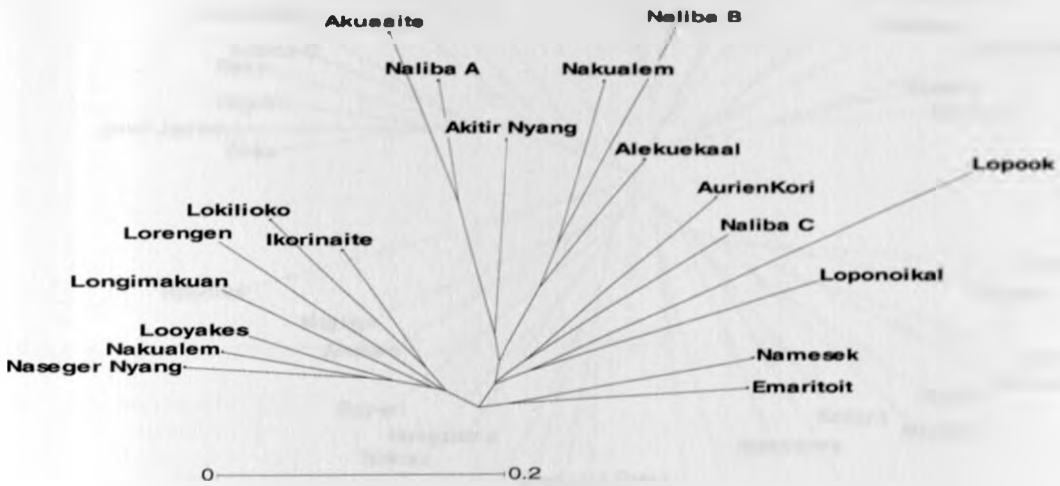 Akuaaite
Naliba B
Naliba A
Nakualem
Akitir Nyang
Alekuekaal
Lopook
AurienKori
Lokilioko
Naliba C
Lorengen
Ikorinaite
Longimakuan
Loponoikal
Looyakes
Nakualem
Namesek
Naseger Nyang
Emaritoit
0
0.2